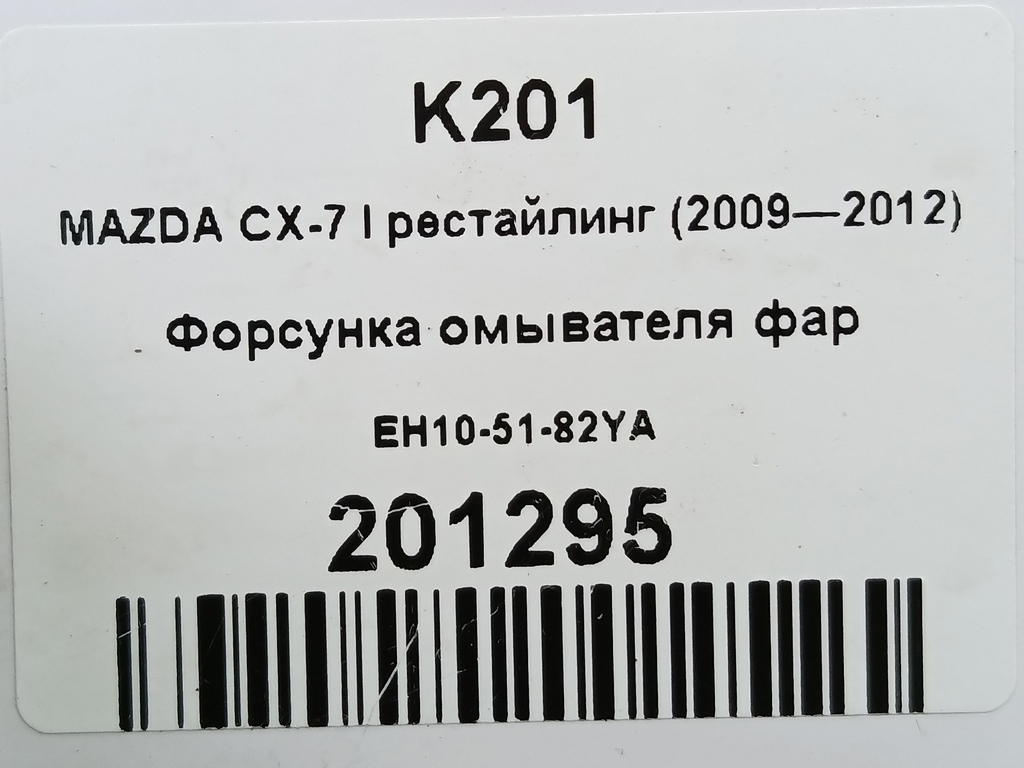 K201
MAZDA CX-7 I рестайлинг (2009—2012)
Форсунка омывателя фар
EH10-51-82YA
201295